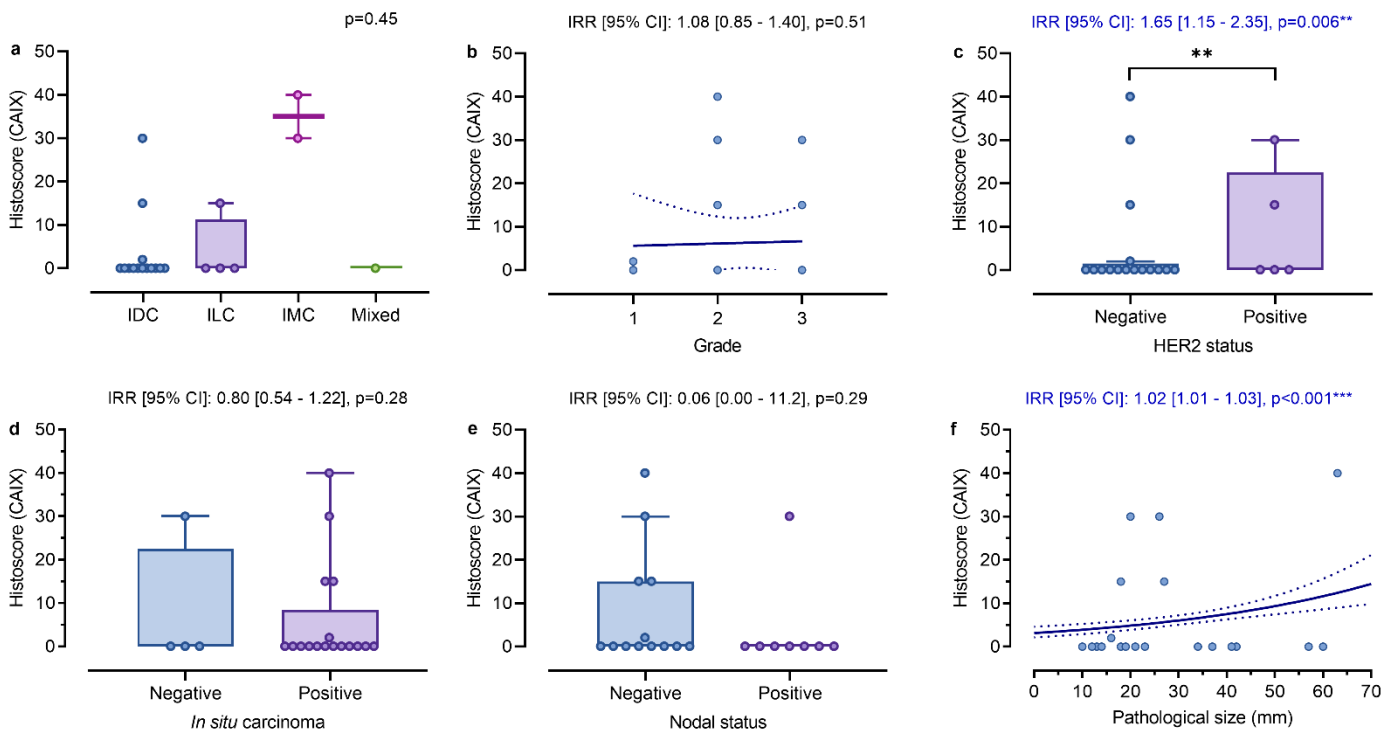 p=0.45
a
50
40
30
20
10
0
Histoscore (CAIX)
IDC ILC IMC Mixed
IRR [95% CI]: 1.08 [0.85 - 1.40], p=0.51
b
50
40
30
20
10
0
Histoscore (CAIX)
1 2 3
Grade
IRR [95% CI]: 1.65 [1.15 - 2.35], p=0.006**
c
**
50
40
30
20
10
0
Histoscore (CAIX)
Negative Positive
HER2 status
IRR [95% CI]: 0.80 [0.54 - 1.22], p=0.28
d
50
40
30
20
10
0
Histoscore (CAIX)
Negative Positive
In situ carcinoma
IRR [95% CI]: 0.06 [0.00 - 11.2], p=0.29
e
50
40
30
20
10
0
Histoscore (CAIX)
Negative Positive
Nodal status
IRR [95% CI]: 1.02 [1.01 - 1.03], p<0.001***
f
50
40
30
20
10
0
Histoscore (CAIX)
0 10 20 30 40 50 60 70
Pathological size (mm)